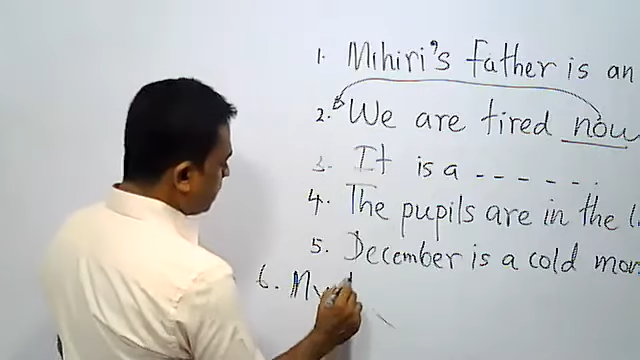 1. Mihiri's father is an
2. We are tired now
3. It is a - - - - - -.
4. The pupils are in the
5. December is a cold
6. My